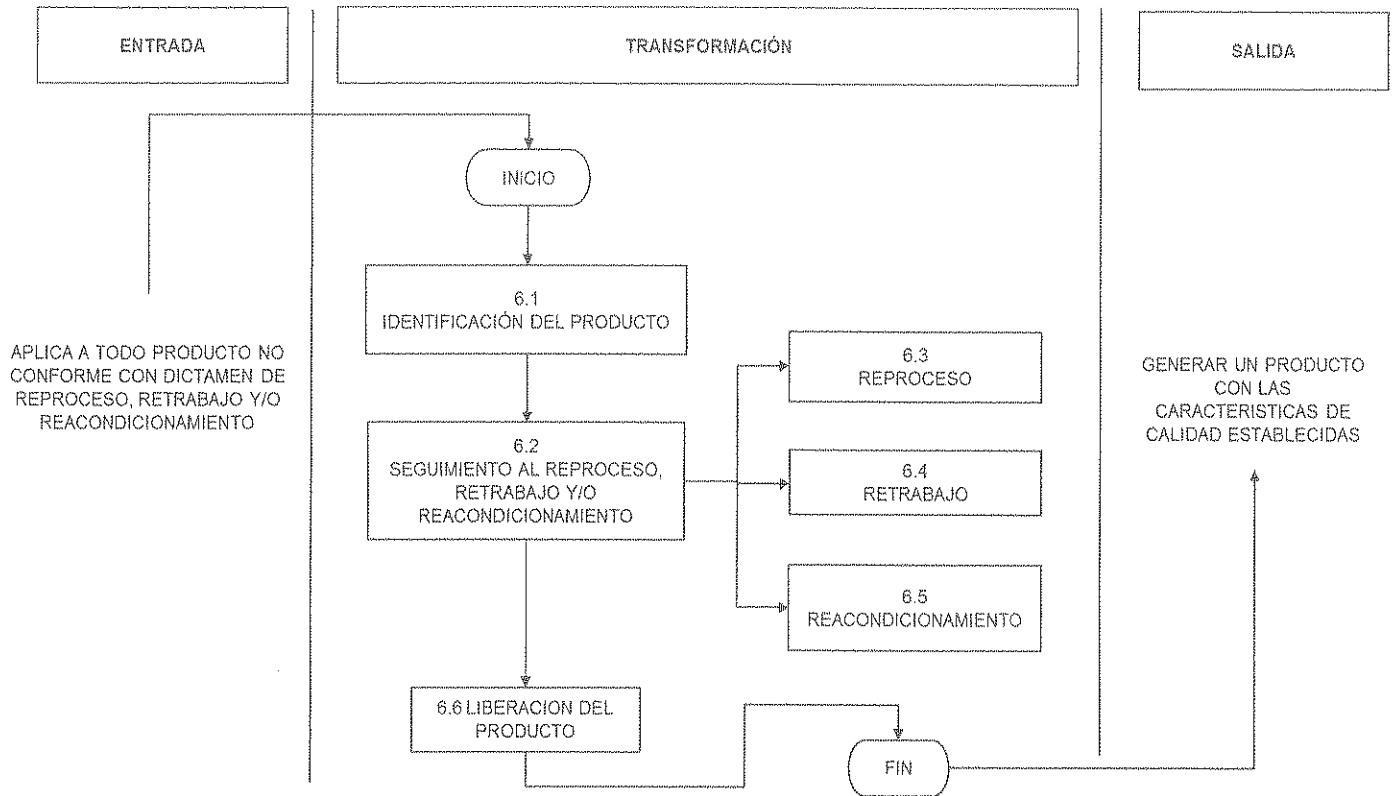 ENTRADA
TRANSFORMACIÓN
SALIDA
INICIO
6.1
IDENTIFICACIÓN DEL PRODUCTO
APLICA A TODO PRODUCTO NO
CONFORME CON DICTAMEN DE
REPROCESO, RETRABAJO Y/O
REACONDICIONAMIENTO
6.2
SEGUIMIENTO AL REPROCESO,
RETRABAJO Y/O
REACONDICIONAMIENTO
6.3
REPROCESO
6.4
RETRABAJO
6.5
REACONDICIONAMIENTO
GENERAR UN PRODUCTO
CON LAS
CARACTERISTICAS DE
CALIDAD ESTABLECIDAS
6.6 LIBERACION DEL
PRODUCTO
FIN